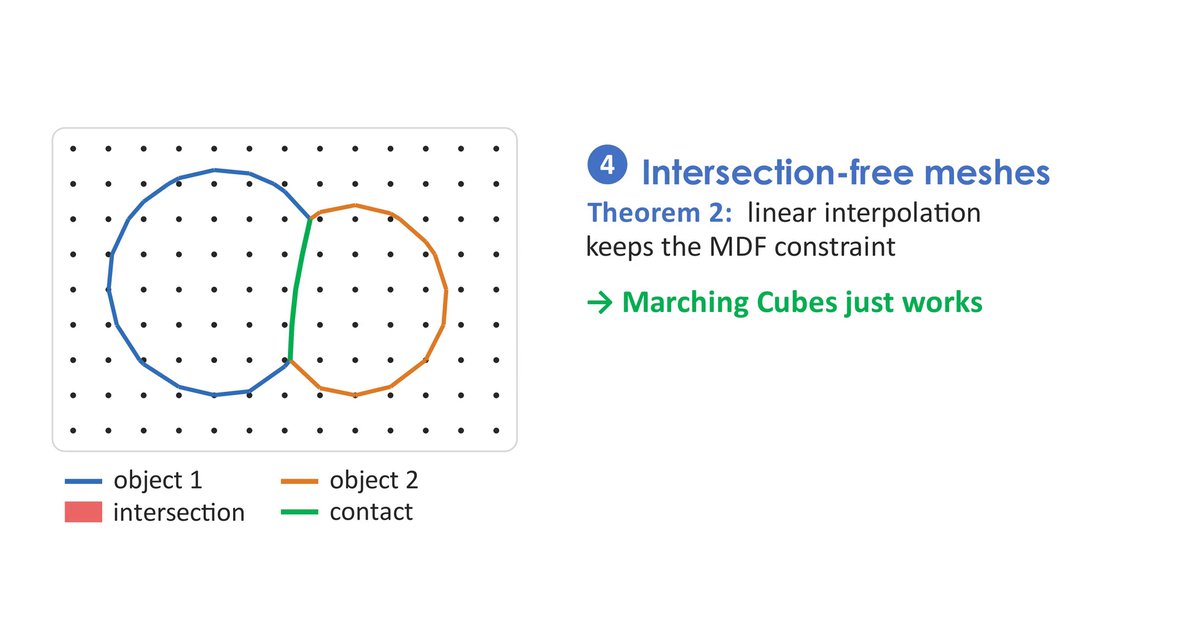 4 Intersection-free meshes
Theorem 2: linear interpolation
keeps the MDF constraint
→ Marching Cubes just works
object 1
object 2
intersection
contact